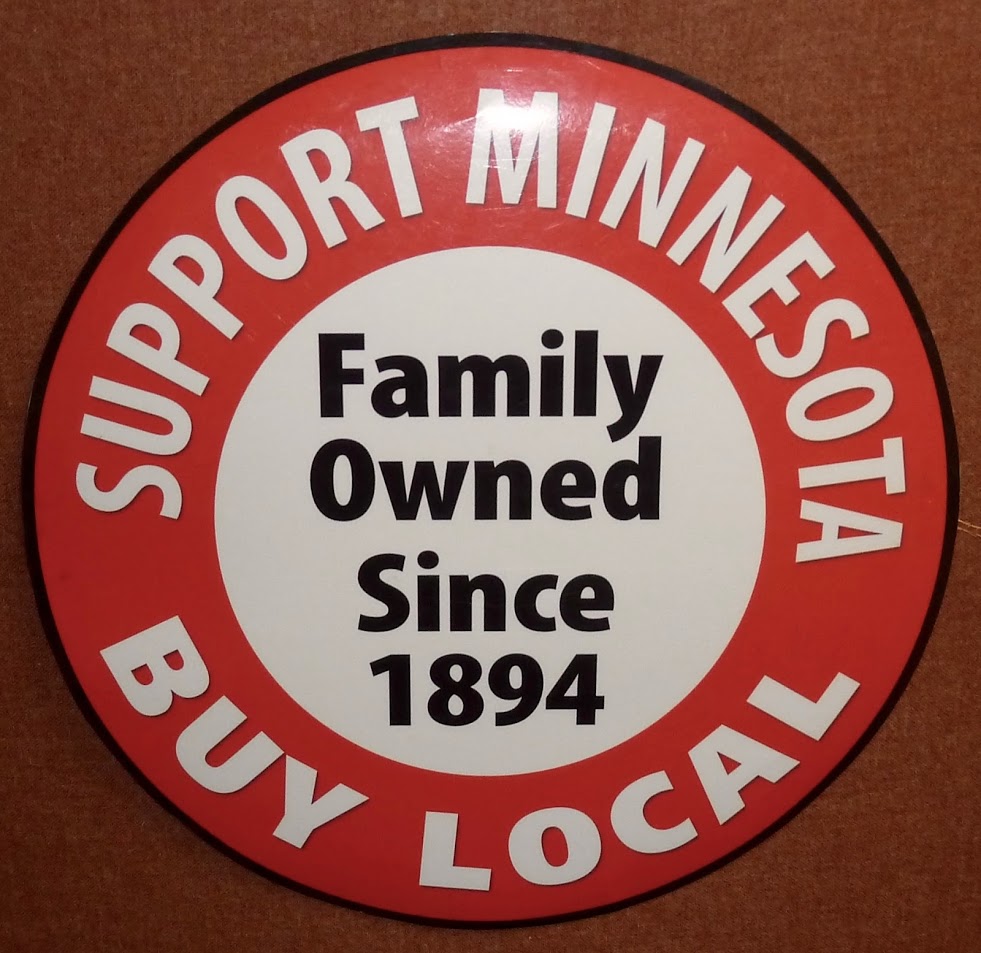 SUPPORT MINNESOTA
Family
Owned
Since
1894
BUY LOCAL